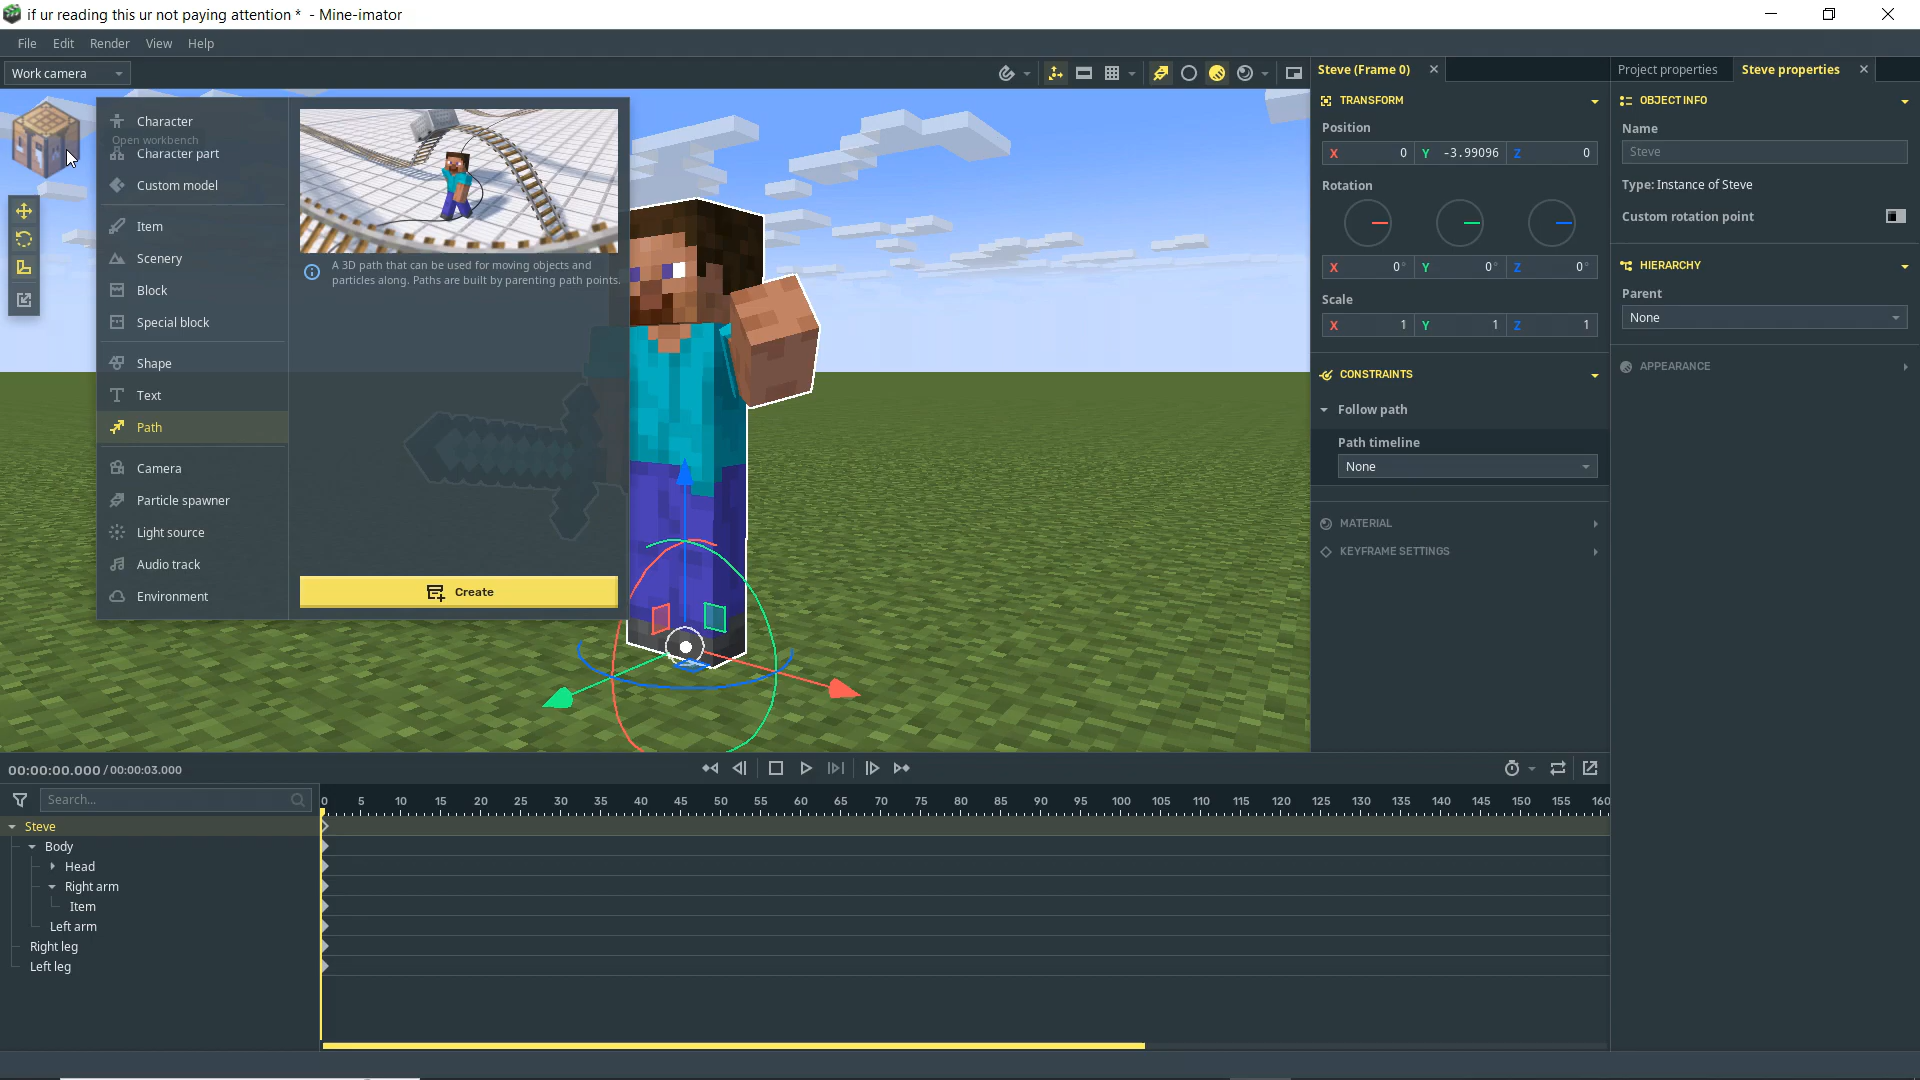 if ur reading this ur not paying attention * - Mine-imator
File Edit Render View Help
Work camera
Character
Open workbench
Character part
Custom model
Item
Scenery
Block
Special block
Shape
Text
Path
Camera
Particle spawner
Light source
Audio track
Environment
A 3D path that can be used for moving objects and
particles along. Paths are built by parenting path points.
Create
Steve (Frame 0)
TRANSFORM
Position
X 0 Y -3.99096 Z 0
Rotation
X 0° Y 0° Z 0°
Scale
X 1 Y 1 Z 1
CONSTRAINTS
Follow path
Path timeline
None
MATERIAL
KEYFRAME SETTINGS
Project properties Steve properties
OBJECT INFO
Name
Steve
Type: Instance of Steve
Custom rotation point
HIERARCHY
Parent
None
APPEARANCE
00:00:00.000 / 00:00:03.000
Search...
0 5 10 15 20 25 30 35 40 45 50 55 60 65 70 75 80 85 90 95 100 105 110 115 120 125 130 135 140 145 150 155 160
Steve
Body
Head
Right arm
Item
Left arm
Right leg
Left leg